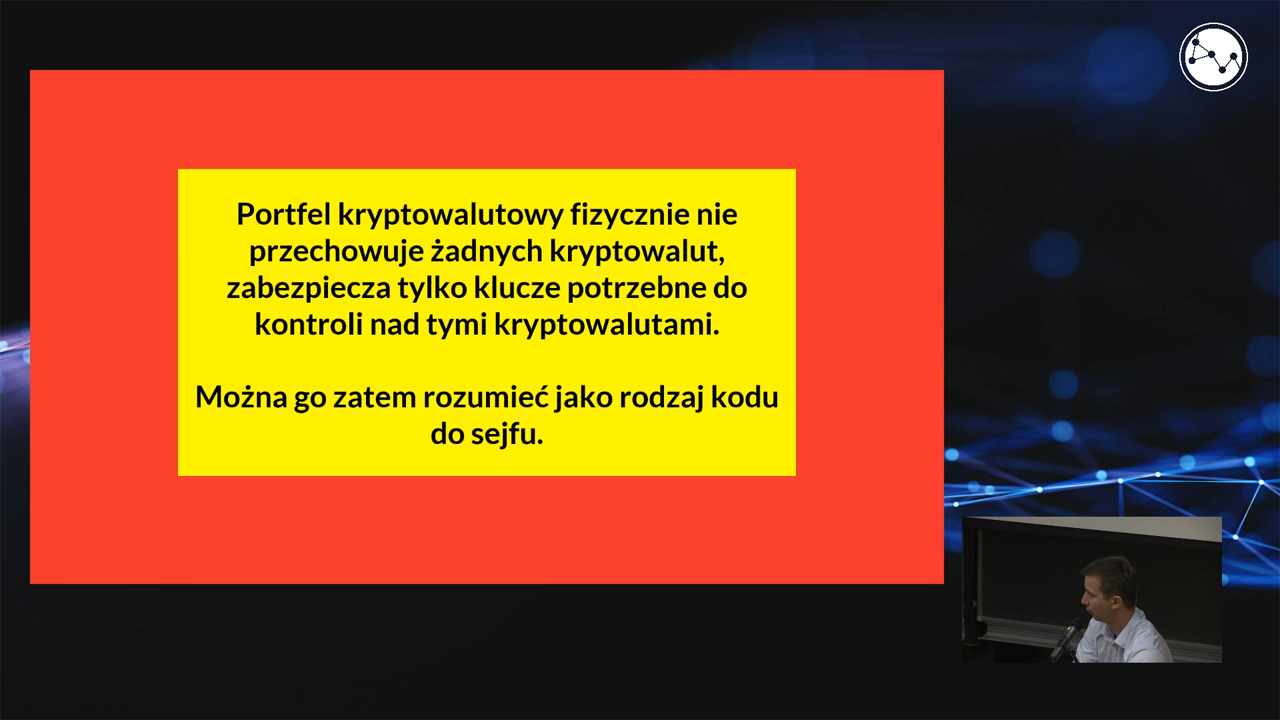 Portfel kryptowalutowy fizycznie nie
przechowuje żadnych kryptowalut,
zabezpiecza tylko klucze potrzebne do
kontroli nad tymi kryptowalutami.
Można go zatem rozumieć jako rodzaj kodu
do sejfu.